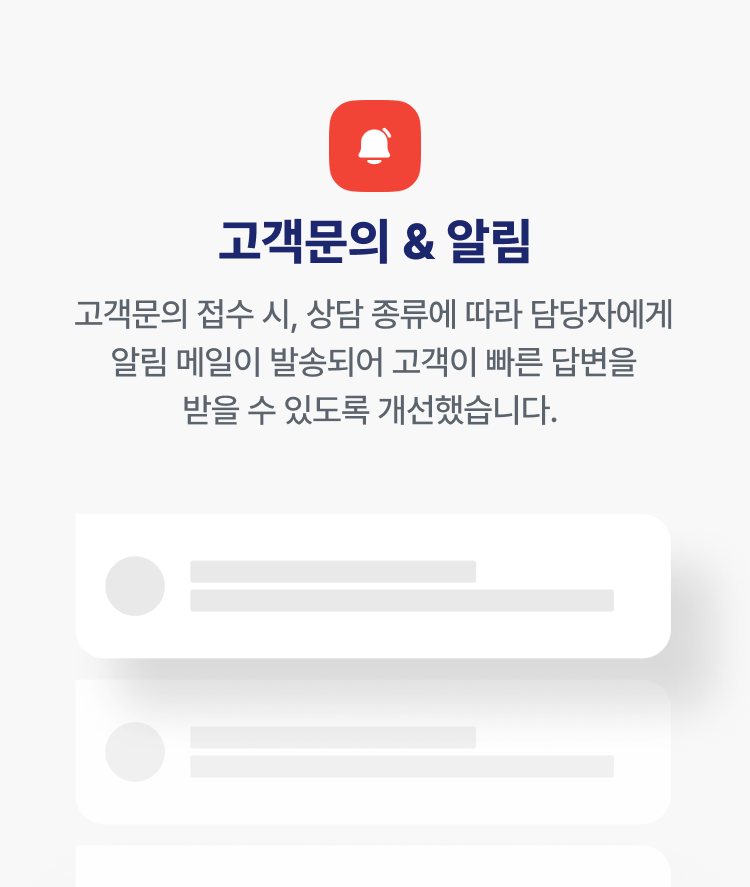 고객문의 & 알림
고객문의 접수 시, 상담 종류에 따라 담당자에게
알림 메일이 발송되어 고객이 빠른 답변을
받을 수 있도록 개선했습니다.